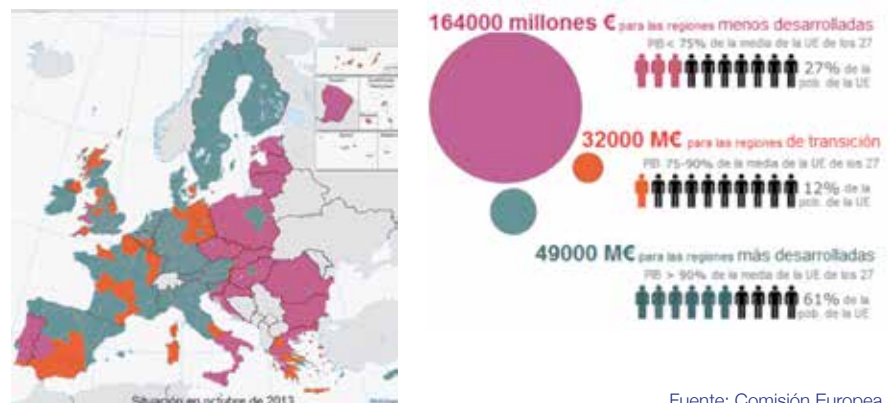 164000 millones € para las regiones menos desarrolladas
PIB < 75% de la media de la UE de los 27
27% de la
pob. de la UE
32000 M€ para las regiones de transición
PIB 75-90% de la media de la UE de los 27
12% de la
pob. de la UE
49000 M€ para las regiones más desarrolladas
PIB > 90% de la media de la UE de los 27
61% de la
pob. de la UE
Situación en octubre de 2013
Fuente: Comisión Europea